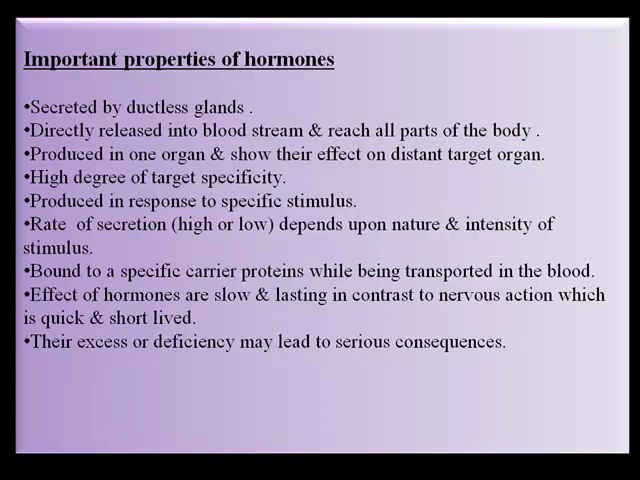 Important properties of hormones
•Secreted by ductless glands .
•Directly released into blood stream & reach all parts of the body .
•Produced in one organ & show their effect on distant target organ.
•High degree of target specificity.
•Produced in response to specific stimulus.
•Rate  of secretion (high or low) depends upon nature & intensity of
stimulus.
•Bound to a specific carrier proteins while being transported in the blood.
•Effect of hormones are slow & lasting in contrast to nervous action which
is quick & short lived.
•Their excess or deficiency may lead to serious consequences.